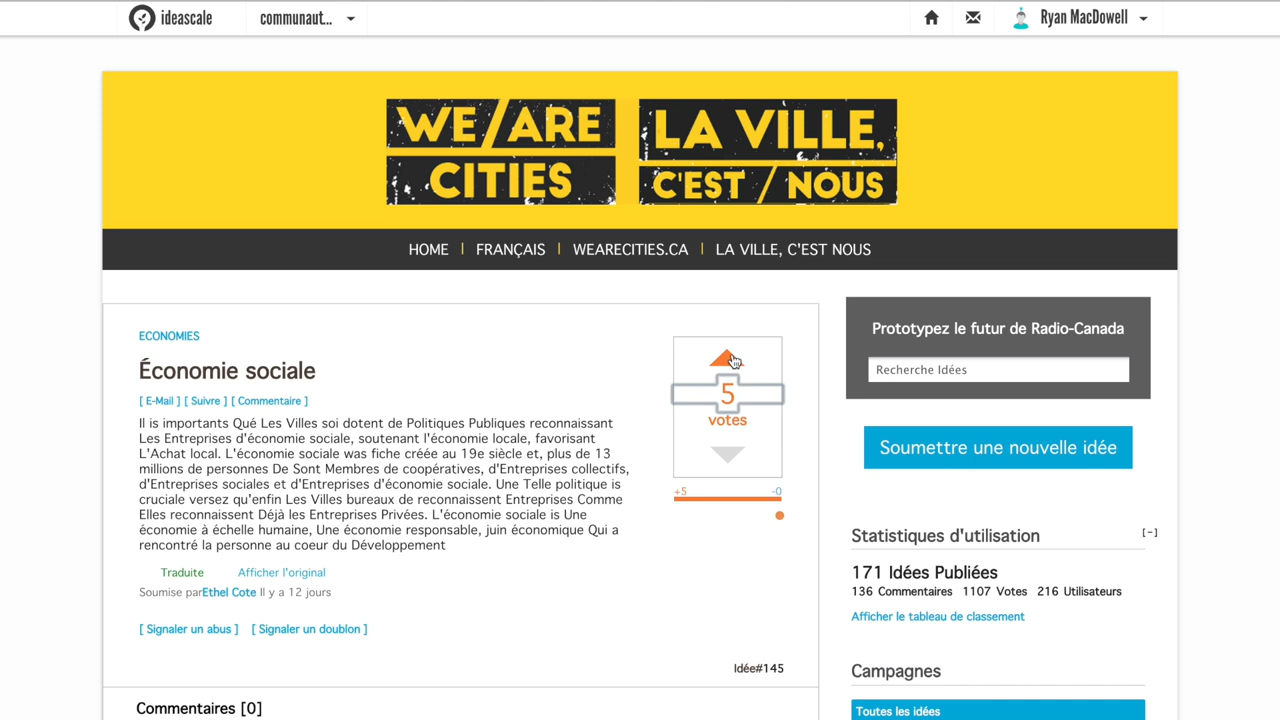 ideascale communaut... Ryan MacDowell
WE/ARE CITIES
LA VILLE, C'EST / NOUS
HOME | FRANÇAIS | WEARECITIES.CA | LA VILLE, C'EST NOUS
ECONOMIES
Économie sociale
[ E-Mail ] [ Suivre ] [ Commentaire ]
Il is importants Qué Les Villes soi dotent de Politiques Publiques reconnaissant
Les Entreprises d'économie sociale, soutenant l'économie locale, favorisant
L'Achat local. L'économie sociale was fiche créée au 19e siècle et, plus de 13
millions de personnes De Sont Membres de coopératives, d'Entreprises collectifs,
d'Entreprises sociales et d'Entreprises d'économie sociale. Une Telle politique is
cruciale versez qu'enfin Les Villes bureaux de reconnaissent Entreprises Comme
Elles reconnaissent Déjà les Entreprises Privées. L'économie sociale is Une
économie à échelle humaine, Une économie responsable, juin économique Qui a
rencontré la personne au coeur du Développement
Traduite Afficher l'original
Soumise parEthel Cote Il y a 12 jours
[ Signaler un abus ] [ Signaler un doublon ]
5
votes
+5 -0
Idée#145
Commentaires [0]
Prototypez le futur de Radio-Canada
Recherche Idées
Soumettre une nouvelle idée
Statistiques d'utilisation [-]
171 Idées Publiées
136 Commentaires 1107 Votes 216 Utilisateurs
Afficher le tableau de classement
Campagnes
Toutes les idées